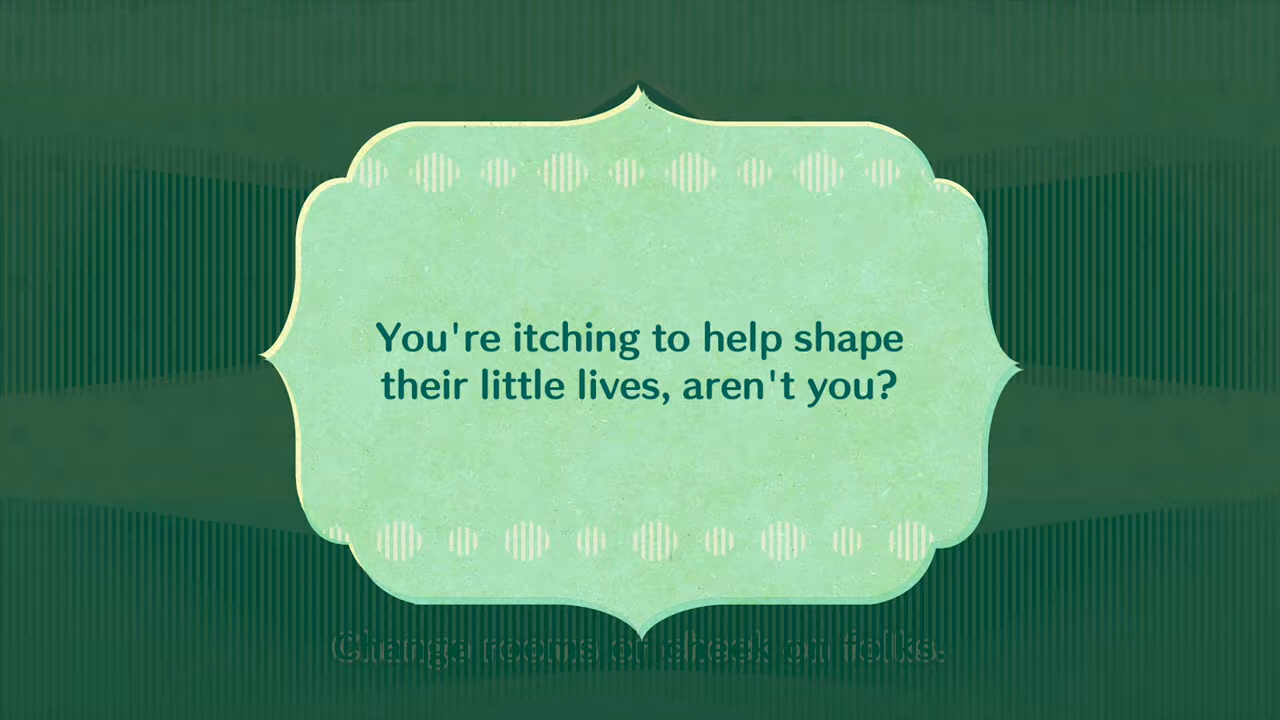 You're itching to help shape
their little lives, aren't you?
Change rooms or check on folks.